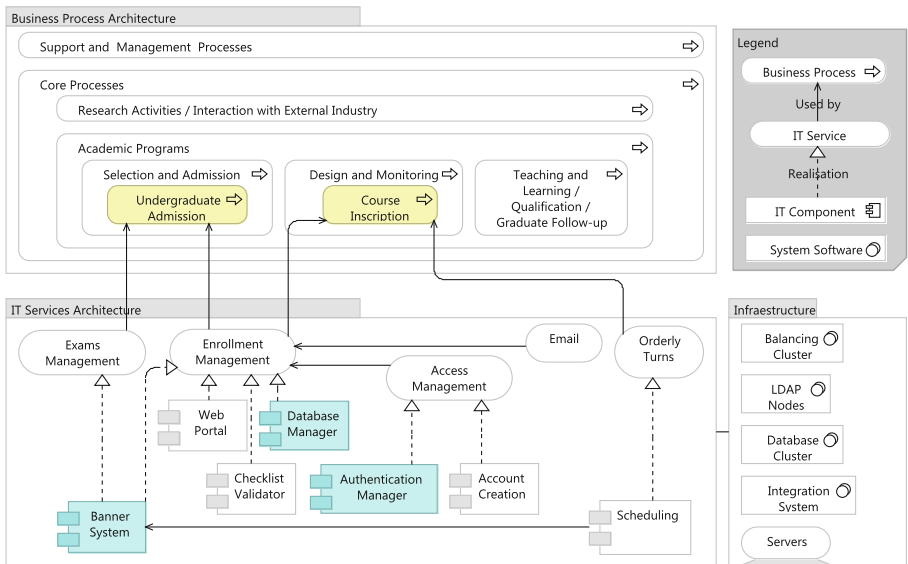 Business Process Architecture
Support and Management Processes
Core Processes
Research Activities / Interaction with External Industry
Academic Programs
Selection and Admission
Undergraduate
Admission
Design and Monitoring
Course
Inscription
Teaching and
Learning /
Qualification /
Graduate Follow-up
Legend
Business Process
Used by
IT Service
Realisation
IT Component
System Software
IT Services Architecture
Exams
Management
Enrollment
Management
Email
Orderly
Turns
Access
Management
Web
Portal
Database
Manager
Checklist
Validator
Authentication
Manager
Account
Creation
Banner
System
Scheduling
Infraestructure
Balancing
Cluster
LDAP
Nodes
Database
Cluster
Integration
System
Servers